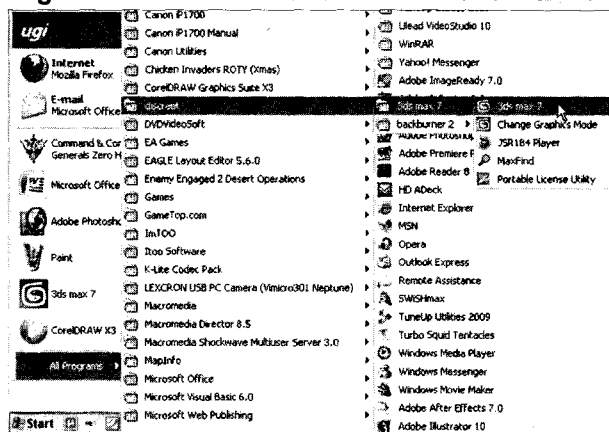 ugi
Internet
Mozilla Firefox
E-mail
Microsoft Office
Command & Cor
Generals Zero H
Microsoft Office
Adobe Photosho
Paint
3ds max 7
CorelDRAW X3
All Programs
Start
Canon iP1700
Canon iP1700 Manual
Canon Utilities
Chicken Invaders ROTY (Xmas)
CorelDRAW Graphics Suite X3
discreet
DVDVideoSoft
EA Games
EAGLE Layout Editor 5.6.0
Enemy Engaged 2 Desert Operations
Games
GameTop.com
ImTOO
Itoo Software
K-Lite Codec Pack
LEXCRON USB PC Camera (Vimicro301 Neptune)
Macromedia
Macromedia Director 8.5
Macromedia Shockwave Multiuser Server 3.0
MapInfo
Microsoft Office
Microsoft Visual Basic 6.0
Microsoft Web Publishing
Ulead VideoStudio 10
WinRAR
Yahoo! Messenger
Adobe ImageReady 7.0
3ds max 7
backburner 2
Adobe Photoshop
Adobe Premiere P
Adobe Reader 8
HD ADeck
Internet Explorer
MSN
Opera
Outlook Express
Remote Assistance
SWiSHmax
TuneUp Utilities 2009
Turbo Squid Tentacles
Windows Media Player
Windows Messenger
Windows Movie Maker
Adobe After Effects 7.0
Adobe Illustrator 10
3ds max 7
Change Graphics Mode
JSR184 Player
MaxFind
Portable License Utility